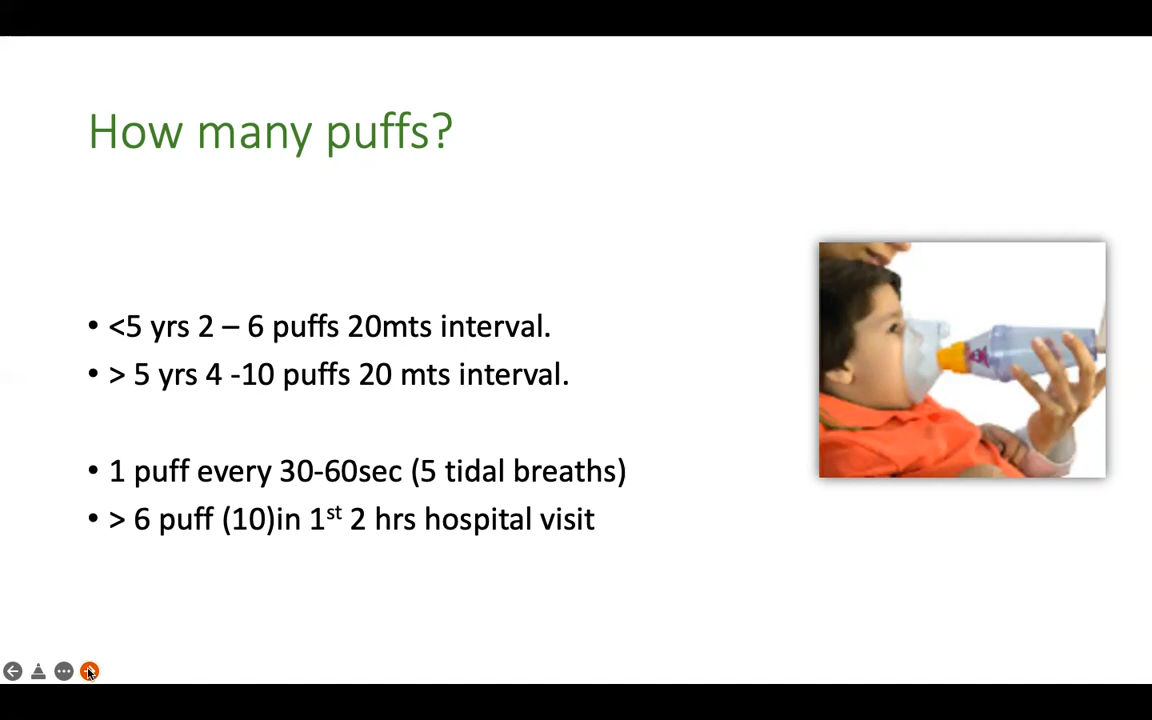 How many puffs?
• <5 yrs 2 – 6 puffs 20mts interval.
• > 5 yrs 4 -10 puffs 20 mts interval.
• 1 puff every 30-60sec (5 tidal breaths)
• > 6 puff (10)in 1st 2 hrs hospital visit